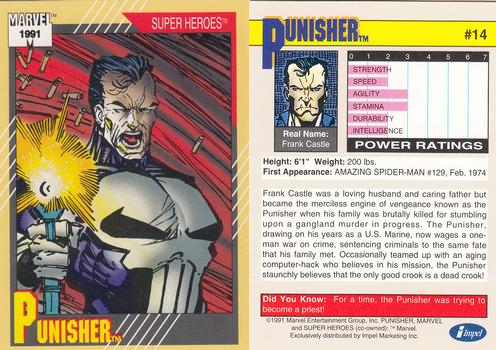 MARVEL™
1991
SUPER HEROES™
PUNISHER™
PUNISHER™
#14
0 1 2 3 4 5 6 7
STRENGTH
SPEED
AGILITY
STAMINA
DURABILITY
INTELLIGENCE
POWER RATINGS
Real Name:
Frank Castle
Height: 6'1" Weight: 200 lbs.
First Appearance: AMAZING SPIDER-MAN #129, Feb. 1974
Frank Castle was a loving husband and caring father but
became the merciless engine of vengeance known as the
Punisher when his family was brutally killed for stumbling
upon a gangland murder in progress. The Punisher,
drawing on his years as a U.S. Marine, now wages a one-
man war on crime, sentencing criminals to the same fate
that his family met. Occasionally teamed up with an aging
computer-hack who believes in his mission, the Punisher
staunchly believes that the only good crook is a dead crook!
Did You Know: For a time, the Punisher was trying to
become a priest!
©1991 Marvel Entertainment Group, Inc. PUNISHER, MARVEL
and SUPER HEROES (co-owned): ™ Marvel.
Exclusively distributed by Impel Marketing Inc.
Impel